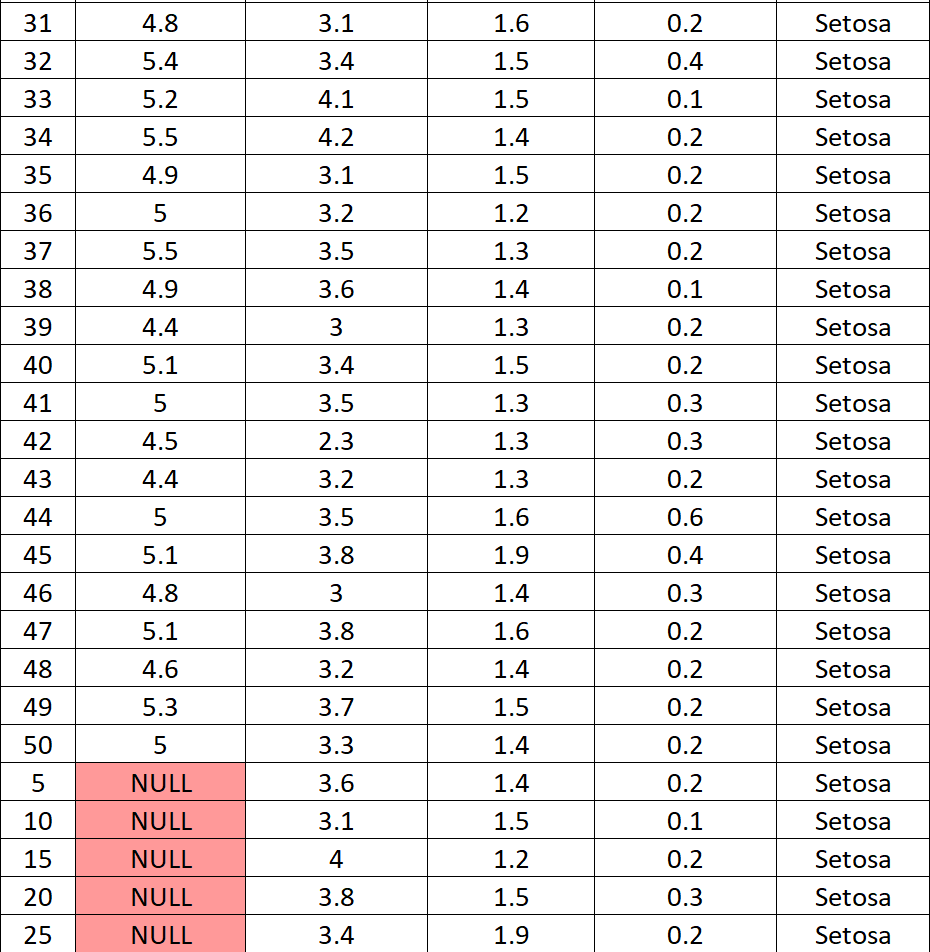 31 4.8 3.1 1.6 0.2 Setosa
32 5.4 3.4 1.5 0.4 Setosa
33 5.2 4.1 1.5 0.1 Setosa
34 5.5 4.2 1.4 0.2 Setosa
35 4.9 3.1 1.5 0.2 Setosa
36 5 3.2 1.2 0.2 Setosa
37 5.5 3.5 1.3 0.2 Setosa
38 4.9 3.6 1.4 0.1 Setosa
39 4.4 3 1.3 0.2 Setosa
40 5.1 3.4 1.5 0.2 Setosa
41 5 3.5 1.3 0.3 Setosa
42 4.5 2.3 1.3 0.3 Setosa
43 4.4 3.2 1.3 0.2 Setosa
44 5 3.5 1.6 0.6 Setosa
45 5.1 3.8 1.9 0.4 Setosa
46 4.8 3 1.4 0.3 Setosa
47 5.1 3.8 1.6 0.2 Setosa
48 4.6 3.2 1.4 0.2 Setosa
49 5.3 3.7 1.5 0.2 Setosa
50 5 3.3 1.4 0.2 Setosa
5 NULL 3.6 1.4 0.2 Setosa
10 NULL 3.1 1.5 0.1 Setosa
15 NULL 4 1.2 0.2 Setosa
20 NULL 3.8 1.5 0.3 Setosa
25 NULL 3.4 1.9 0.2 Setosa